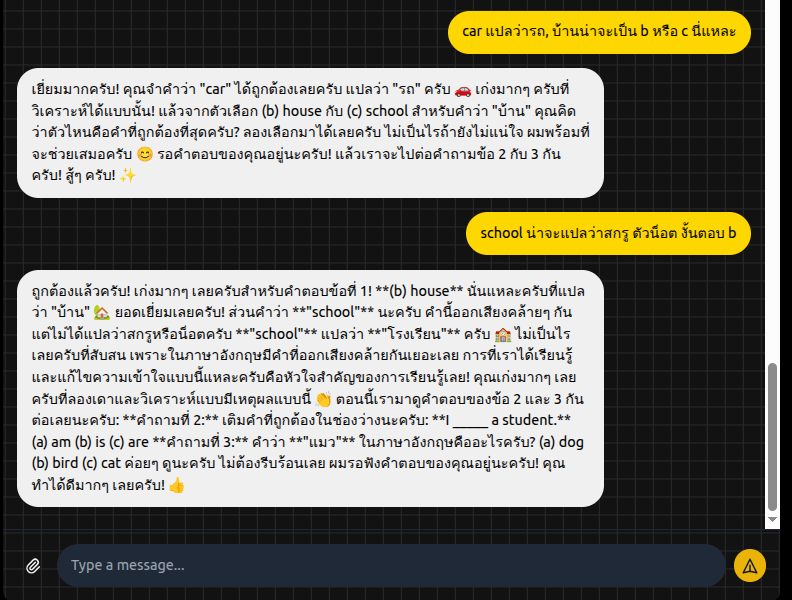 car แปลว่ารถ, บ้านน่าจะเป็น b หรือ c นี่แหละ
เยี่ยมมากครับ! คุณจำคำว่า "car" ได้ถูกต้องเลยครับ แปลว่า "รถ" ครับ 🚗 เก่งมากๆ ครับที่
วิเคราะห์ได้แบบนั้น! แล้วจากตัวเลือก (b) house กับ (c) school สำหรับคำว่า "บ้าน" คุณคิด
ว่าตัวไหนคือคำที่ถูกต้องที่สุดครับ? ลองเลือกมาได้เลยครับ ไม่เป็นไรถ้ายังไม่แน่ใจ ผมพร้อมที่
จะช่วยเสมอครับ 😊 รอคำตอบของคุณอยู่นะครับ! แล้วเราจะไปต่อคำถามข้อ 2 กับ 3 กัน
ครับ! สู้ๆ ครับ! ✨
school น่าจะแปลว่าสกรู ตัวน็อต งั้นตอบ b
ถูกต้องแล้วครับ! เก่งมากๆ เลยครับสำหรับคำตอบข้อที่ 1! **(b) house** นั่นแหละครับที่แปล
ว่า "บ้าน" 🏡 ยอดเยี่ยมเลยครับ! ส่วนคำว่า **"school"** นะครับ คำนี้ออกเสียงคล้ายๆ กัน
แต่ไม่ได้แปลว่าสกรูหรือน็อตครับ **"school"** แปลว่า **"โรงเรียน"** ครับ 🏫 ไม่เป็นไร
เลยครับที่สับสน เพราะในภาษาอังกฤษมีคำที่ออกเสียงคล้ายกันเยอะเลย การที่เราได้เรียนรู้
และแก้ไขความเข้าใจแบบนี้แหละครับคือหัวใจสำคัญของการเรียนรู้เลย! คุณเก่งมากๆ เลย
ครับที่ลองเดาและวิเคราะห์แบบมีเหตุผลแบบนี้ 👏 ตอนนี้เรามาดูคำตอบของข้อ 2 และ 3 กัน
ต่อเลยนะครับ: **คำถามที่ 2:** เติมคำที่ถูกต้องในช่องว่างนะครับ: **I _____ a student.**
(a) am (b) is (c) are **คำถามที่ 3:** คำว่า **"แมว"** ในภาษาอังกฤษคืออะไรครับ? (a) dog
(b) bird (c) cat ค่อยๆ ดูนะครับ ไม่ต้องรีบร้อนเลย ผมรอฟังคำตอบของคุณอยู่นะครับ! คุณ
ทำได้ดีมากๆ เลยครับ! 👍
Type a message...